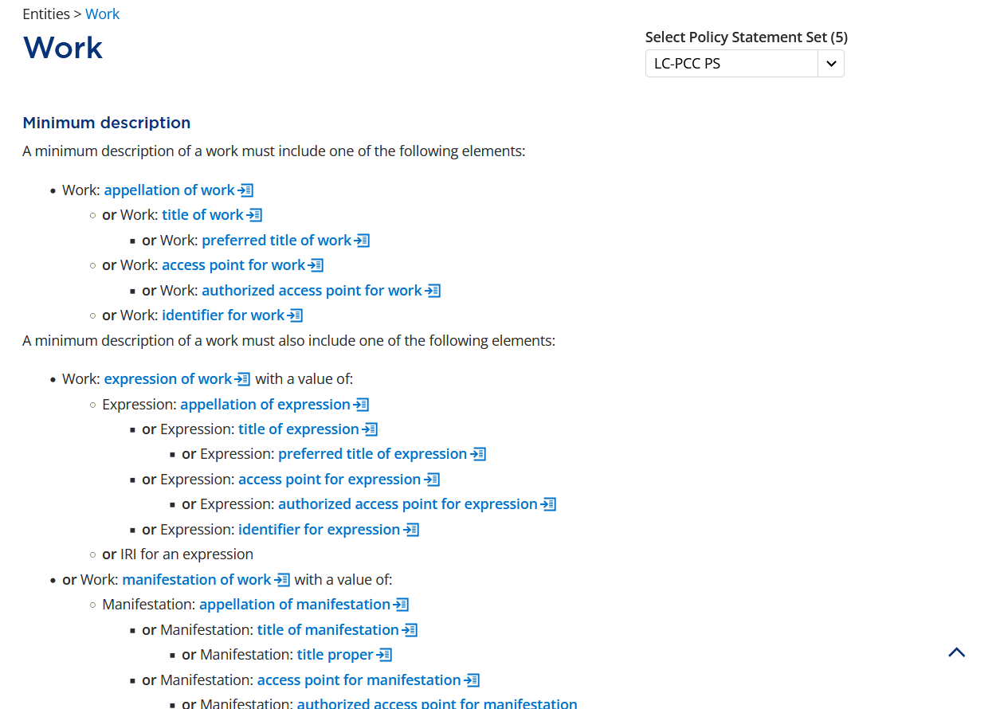 Entities > Work
Work
Select Policy Statement Set (5)
LC-PCC PS
Minimum description
A minimum description of a work must include one of the following elements:
Work: appellation of work
or Work: title of work
or Work: preferred title of work
or Work: access point for work
or Work: authorized access point for work
or Work: identifier for work
A minimum description of a work must also include one of the following elements:
Work: expression of work with a value of:
Expression: appellation of expression
or Expression: title of expression
or Expression: preferred title of expression
or Expression: access point for expression
or Expression: authorized access point for expression
or Expression: identifier for expression
or IRI for an expression
or Work: manifestation of work with a value of:
Manifestation: appellation of manifestation
or Manifestation: title of manifestation
or Manifestation: title proper
or Manifestation: access point for manifestation
or Manifestation: authorized access point for manifestation